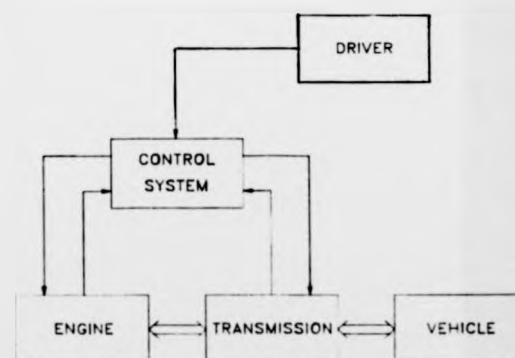 DRIVER
CONTROL
SYSTEM
ENGINE
TRANSMISSION
VEHICLE